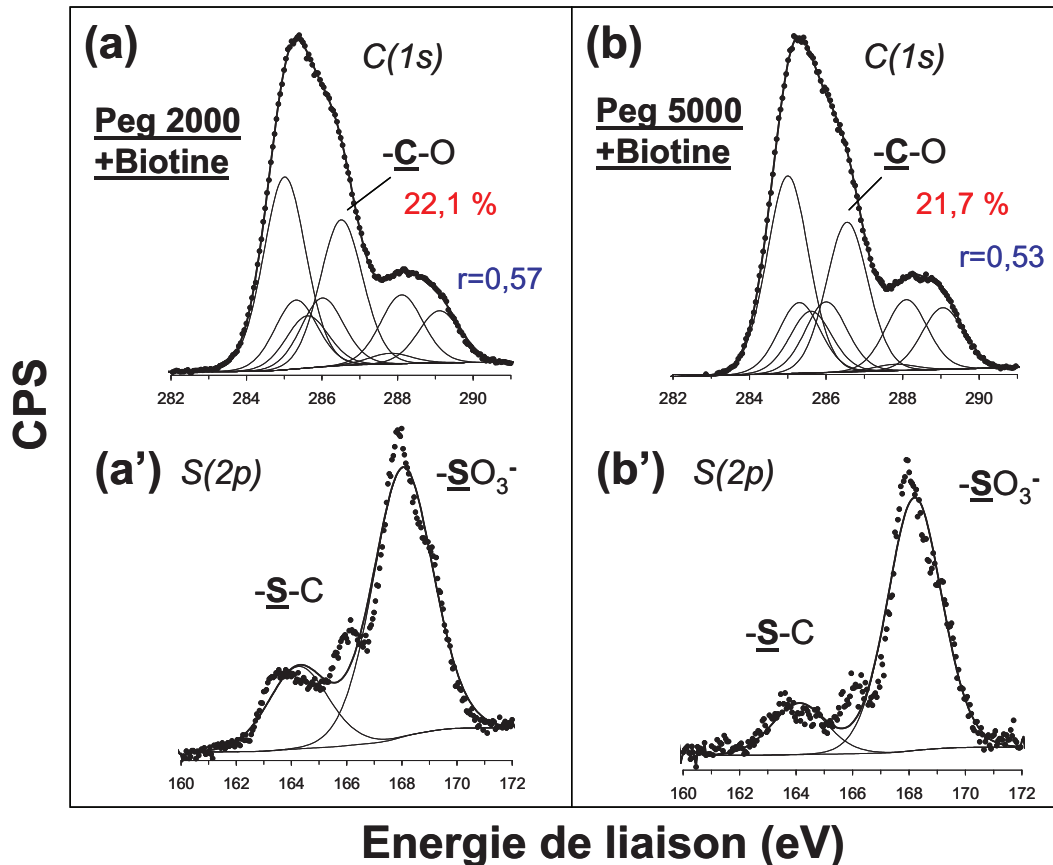 CPS
(a)
C(1s)
Peg 2000
+Biotine
-C-O
22,1 %
r=0,57
282 284 286 288 290
(b)
C(1s)
Peg 5000
+Biotine
-C-O
21,7 %
r=0,53
282 284 286 288 290
(a') S(2p)
-SO₃⁻
-S-C
160 162 164 166 168 170 172
(b') S(2p)
-SO₃⁻
-S-C
160 162 164 166 168 170 172
Energie de liaison (eV)